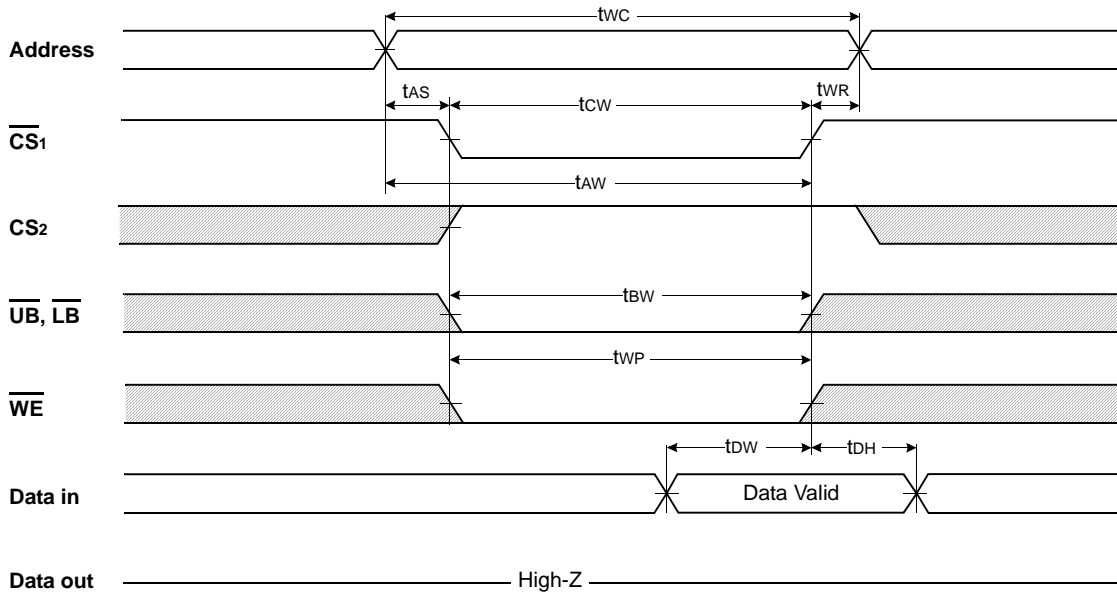 tWC
Address
tAS
tCW
tWR
CS1
tAW
CS2
tBW
UB, LB
tWP
WE
tDW
tDH
Data in
Data Valid
Data out
High-Z